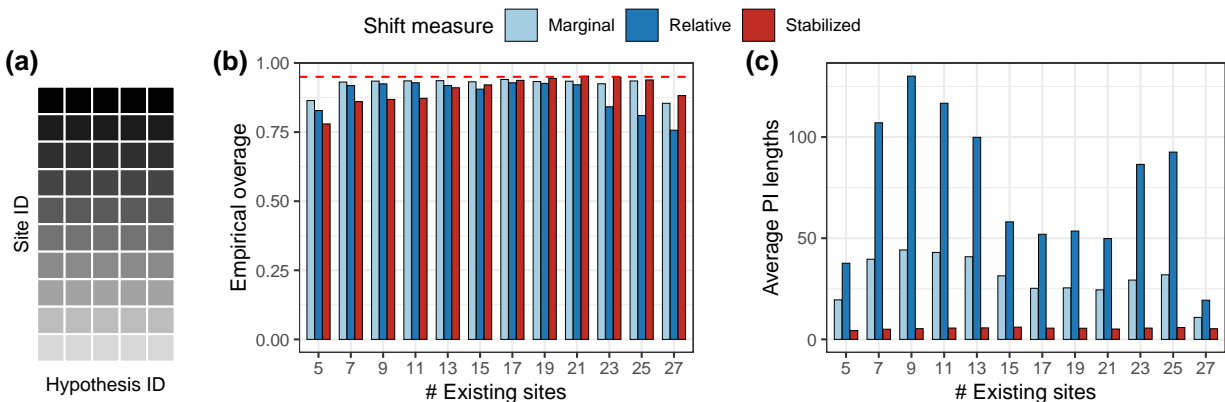 Shift measure Marginal Relative Stabilized
(a)
Site ID
Hypothesis ID
(b)
Empirical overage
1.00
0.75
0.50
0.25
0.00
5 7 9 11 13 15 17 19 21 23 25 27
# Existing sites
(c)
Average PI lengths
100
50
0
5 7 9 11 13 15 17 19 21 23 25 27
# Existing sites